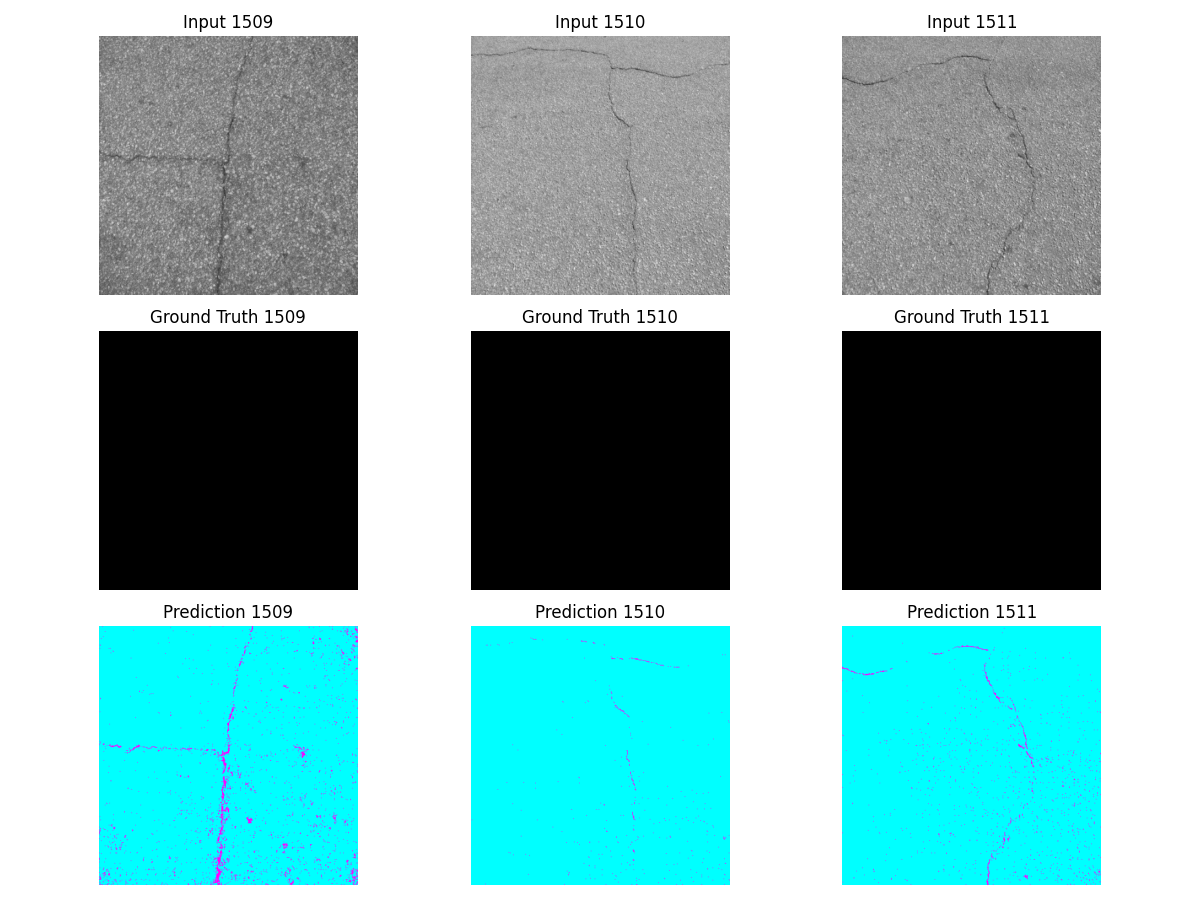 Input 1509
Input 1510
Input 1511
Ground Truth 1509
Ground Truth 1510
Ground Truth 1511
Prediction 1509
Prediction 1510
Prediction 1511